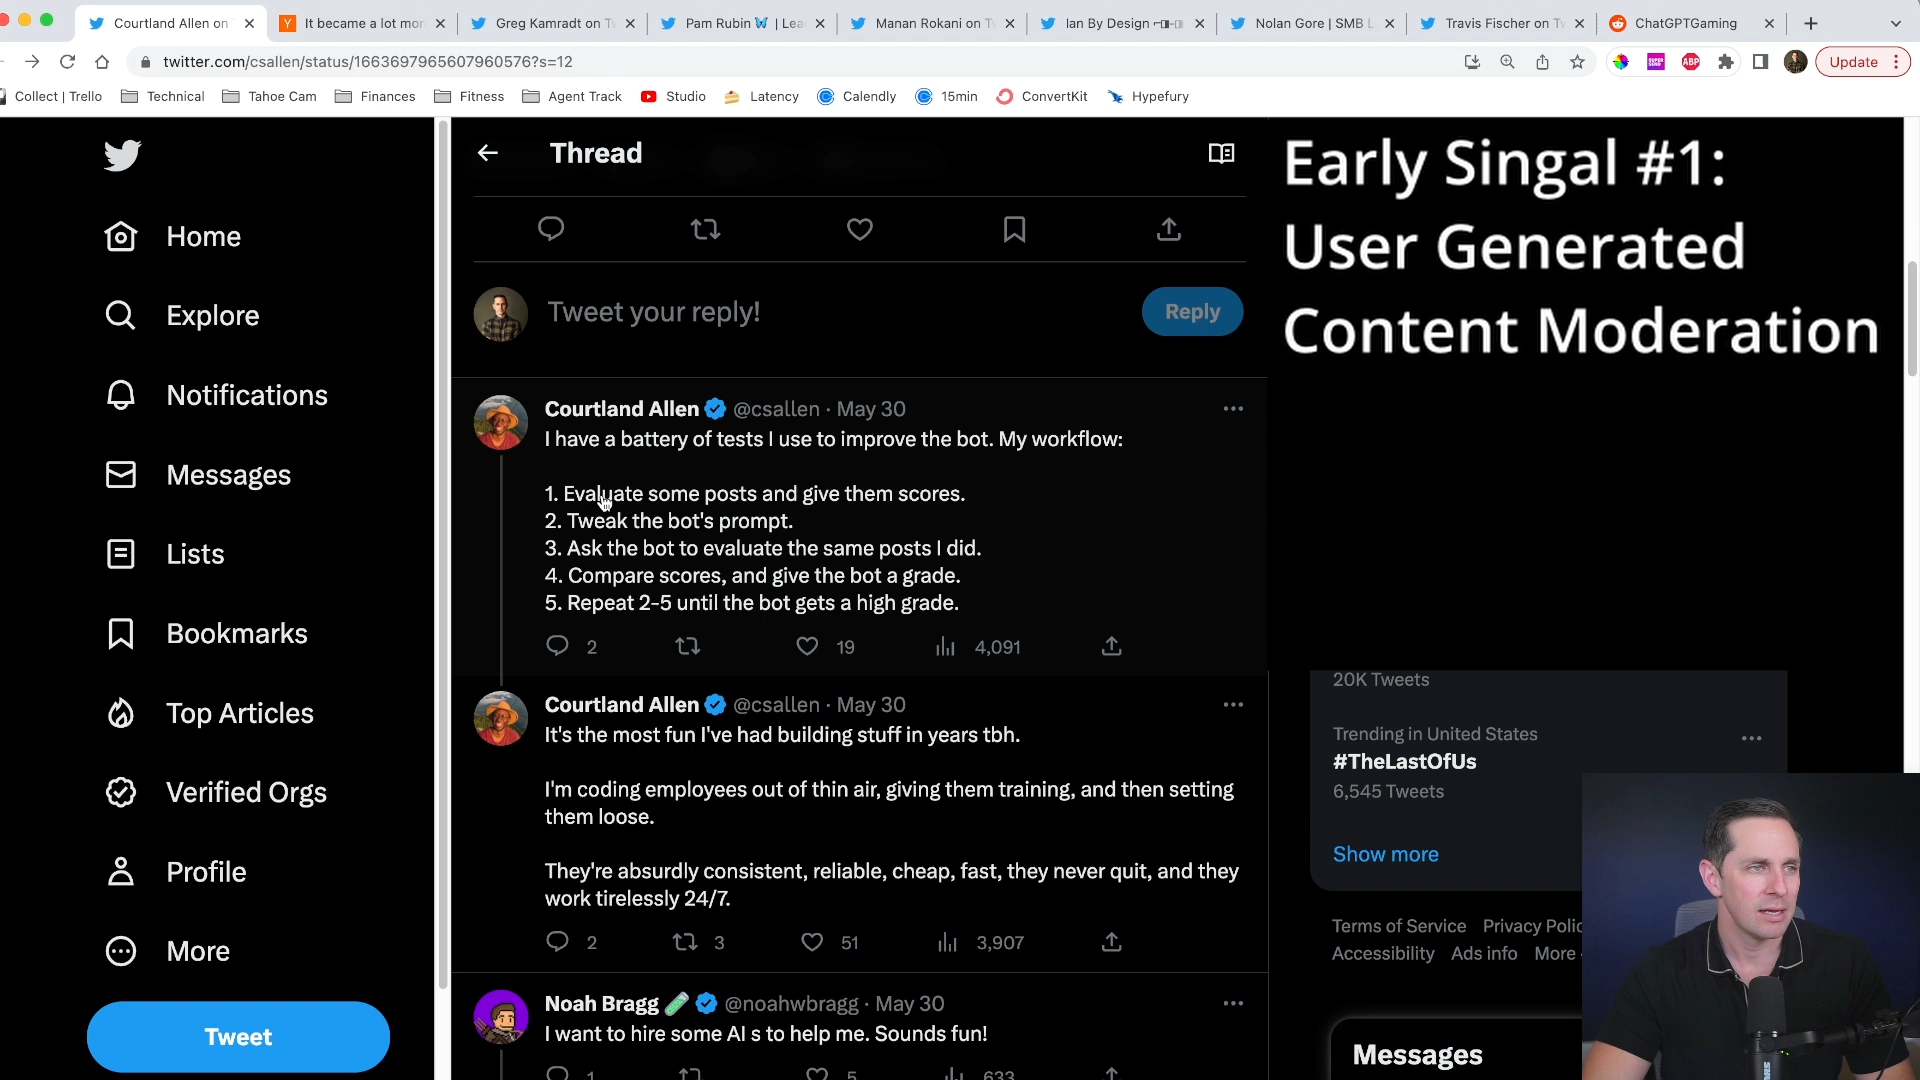 Courtland Allen on
It became a lot mor
Greg Kamradt on Tw
Pam Rubin | Lea
Manan Rokani on Tw
Ian By Design
Nolan Gore | SMB L
Travis Fischer on Tw
ChatGPTGaming
twitter.com/csallen/status/1663697965607960576?s=12
Update
Collect | Trello
Technical
Tahoe Cam
Finances
Fitness
Agent Track
Studio
Latency
Calendly
15min
ConvertKit
Hypefury
Home
Explore
Notifications
Messages
Lists
Bookmarks
Top Articles
Verified Orgs
Profile
More
Tweet
Thread
Tweet your reply!
Reply
Courtland Allen @csallen · May 30
I have a battery of tests I use to improve the bot. My workflow:
1. Evaluate some posts and give them scores.
2. Tweak the bot's prompt.
3. Ask the bot to evaluate the same posts I did.
4. Compare scores, and give the bot a grade.
5. Repeat 2-5 until the bot gets a high grade.
2 19 4,091
Courtland Allen @csallen · May 30
It's the most fun I've had building stuff in years tbh.
I'm coding employees out of thin air, giving them training, and then setting
them loose.
They're absurdly consistent, reliable, cheap, fast, they never quit, and they
work tirelessly 24/7.
2 3 51 3,907
Noah Bragg @noahwbragg · May 30
I want to hire some AI s to help me. Sounds fun!
1 5 633
Early Singal #1:
User Generated
Content Moderation
20K Tweets
Trending in United States
#TheLastOfUs
6,545 Tweets
Show more
Terms of Service Privacy Polic
Accessibility Ads info More
Messages